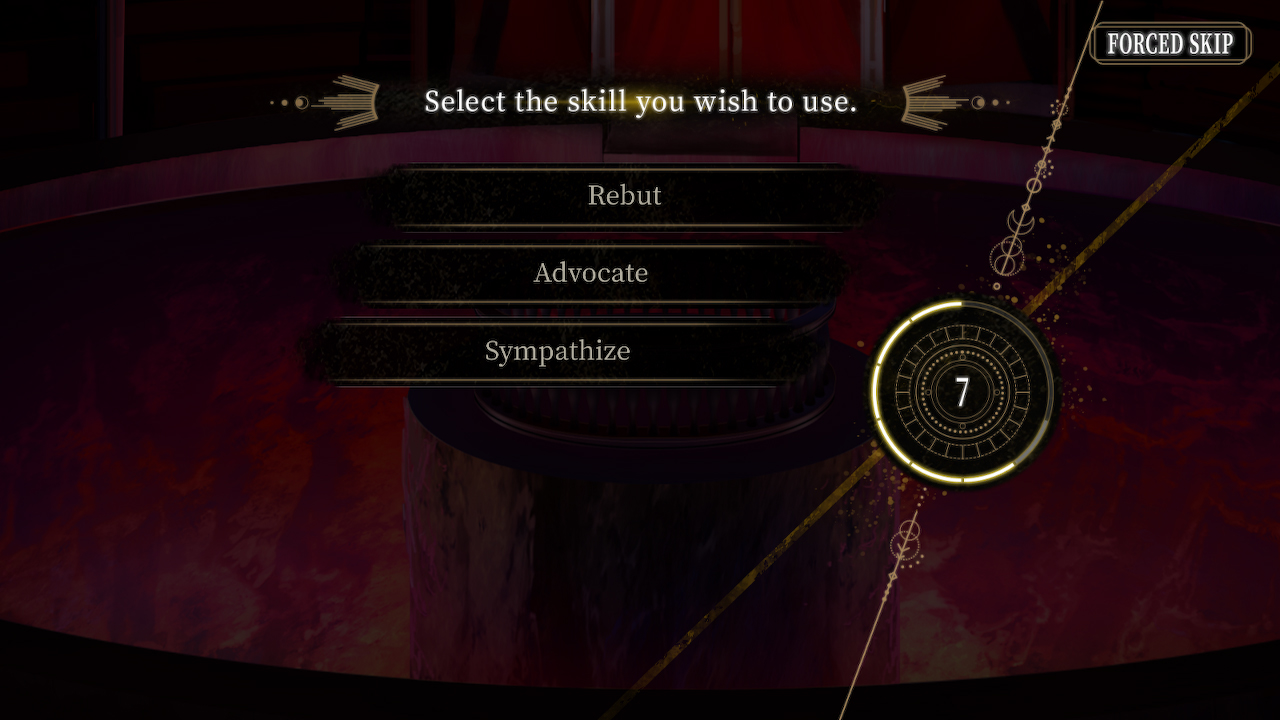 FORCED SKIP
Select the skill you wish to use.
Rebut
Advocate
Sympathize
7